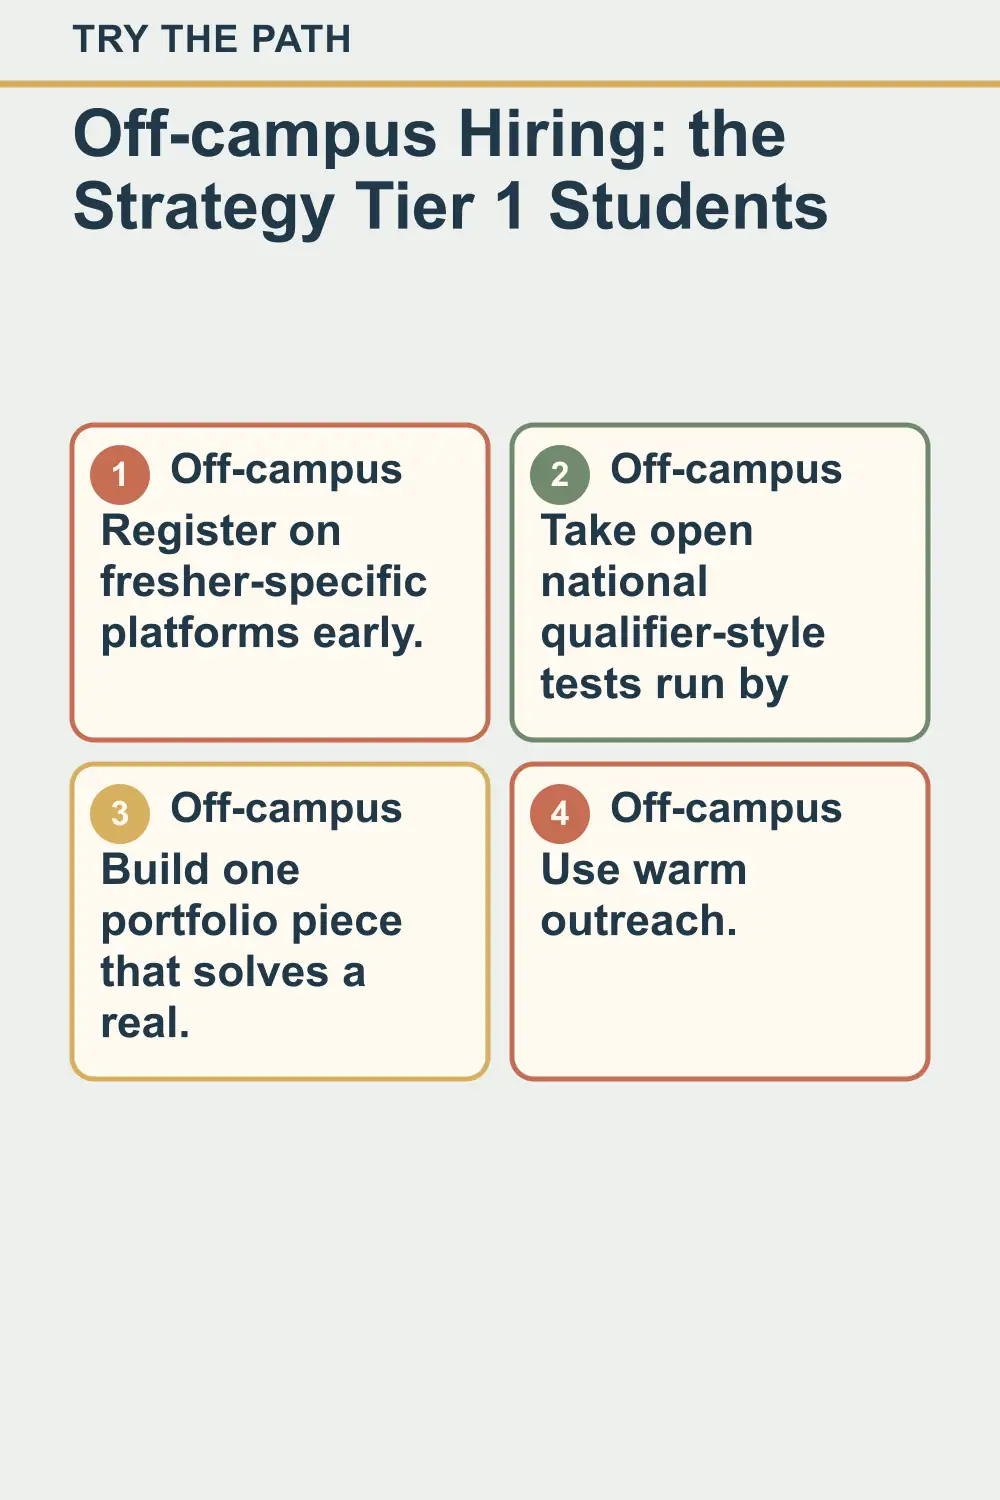 TRY THE PATH
Off-campus Hiring: the
Strategy Tier 1 Students
1 Off-campus
Register on
fresher-specific
platforms early.
2 Off-campus
Take open
national
qualifier-style
tests run by
3 Off-campus
Build one
portfolio piece
that solves a
real.
4 Off-campus
Use warm
outreach.